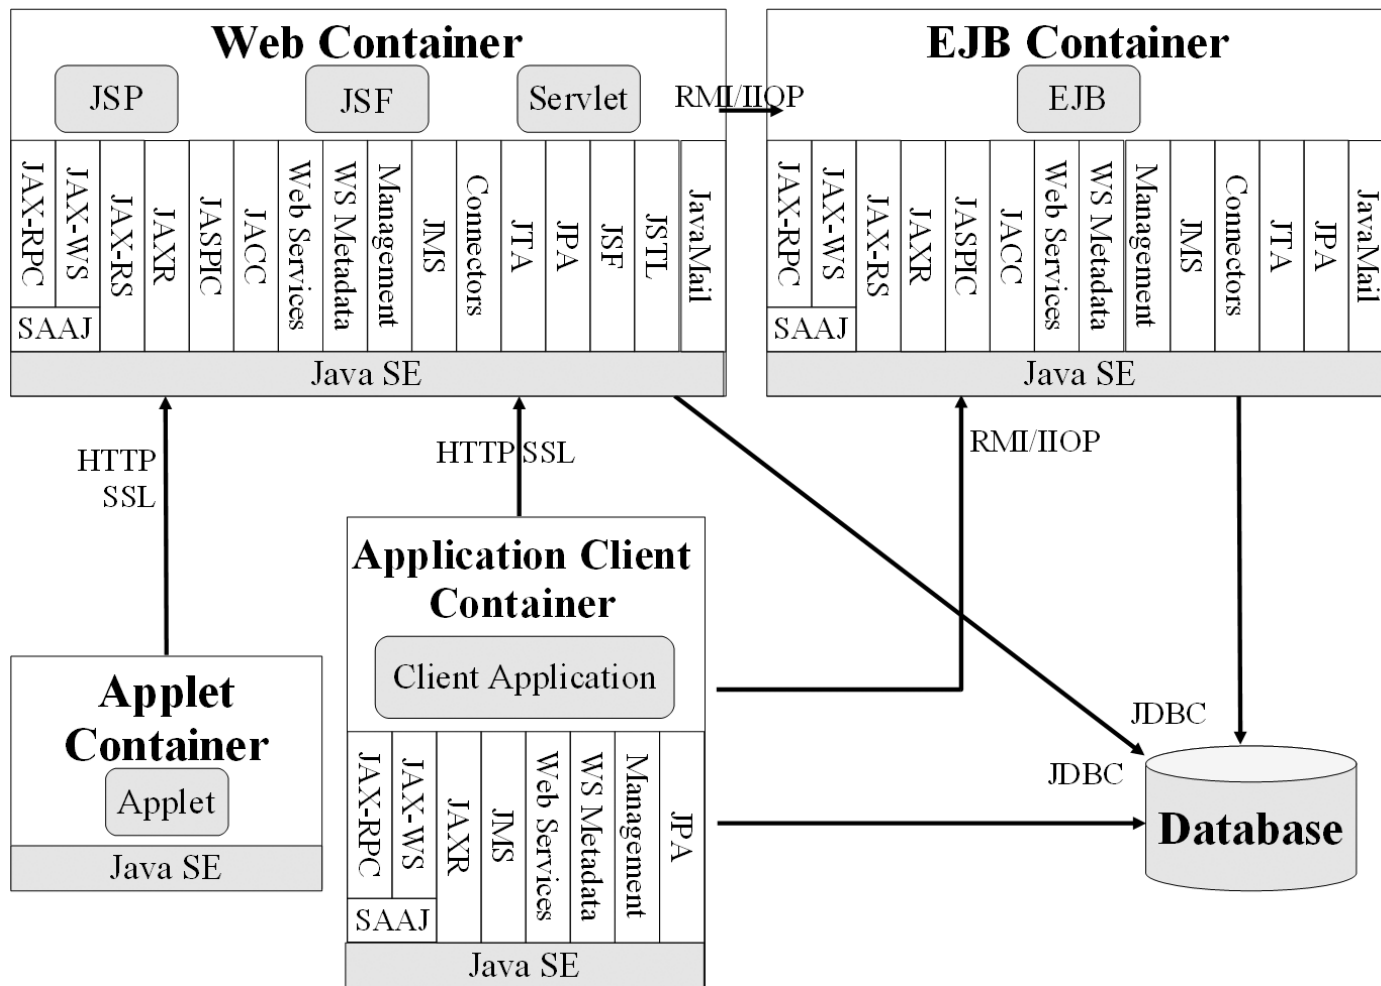 Web Container
JSP
JSF
Servlet
JAX-RPC
JAX-WS
SAAJ
JAX-RS
JAXR
JASPIC
JACC
Web Services
WS Metadata
Management
JMS
Connectors
JTA
JPA
JSF
JSTL
JavaMail
Java SE
RMI/IIOP
EJB Container
EJB
JAX-RPC
JAX-WS
SAAJ
JAX-RS
JAXR
JASPIC
JACC
Web Services
WS Metadata
Management
JMS
Connectors
JTA
JPA
JavaMail
Java SE
HTTP
SSL
HTTP SSL
RMI/IIOP
Applet
Container
Applet
Java SE
Application Client
Container
Client Application
JAX-RPC
JAX-WS
SAAJ
JAXR
JMS
Web Services
WS Metadata
Management
JPA
Java SE
JDBC
JDBC
Database